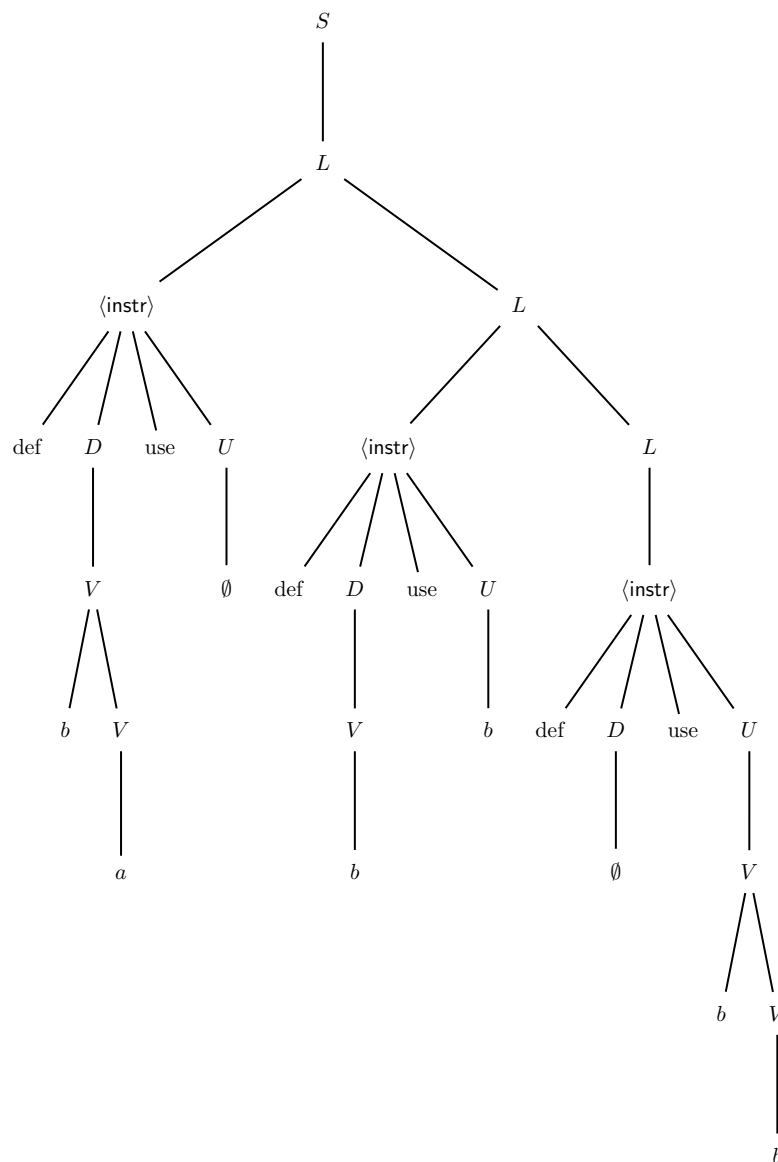 S
L
⟨instr⟩ L
def D use U ⟨instr⟩ L
V ∅ def D use U ⟨instr⟩
b V V b def D use U
a b ∅ V
b V